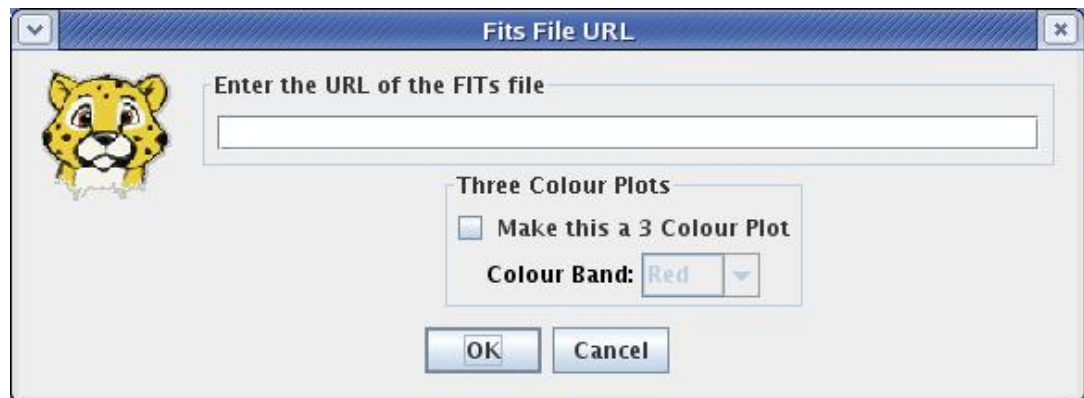 Fits File URL
Enter the URL of the FITs file
Three Colour Plots
Make this a 3 Colour Plot
Colour Band: Red
OK Cancel